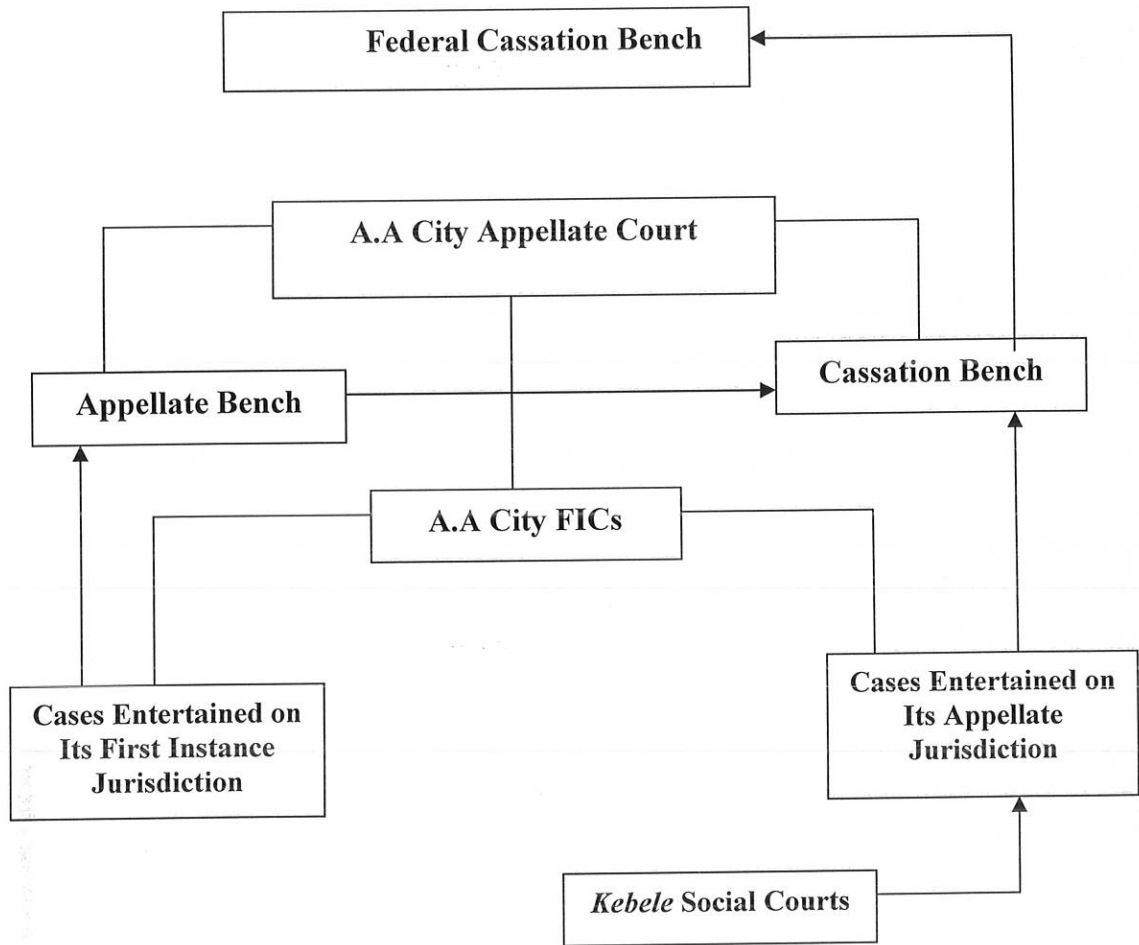 Federal Cassation Bench
A.A City Appellate Court
Appellate Bench
Cassation Bench
A.A City FICs
Cases Entertained on
Its First Instance
Jurisdiction
Cases Entertained on
Its Appellate
Jurisdiction
Kebele Social Courts